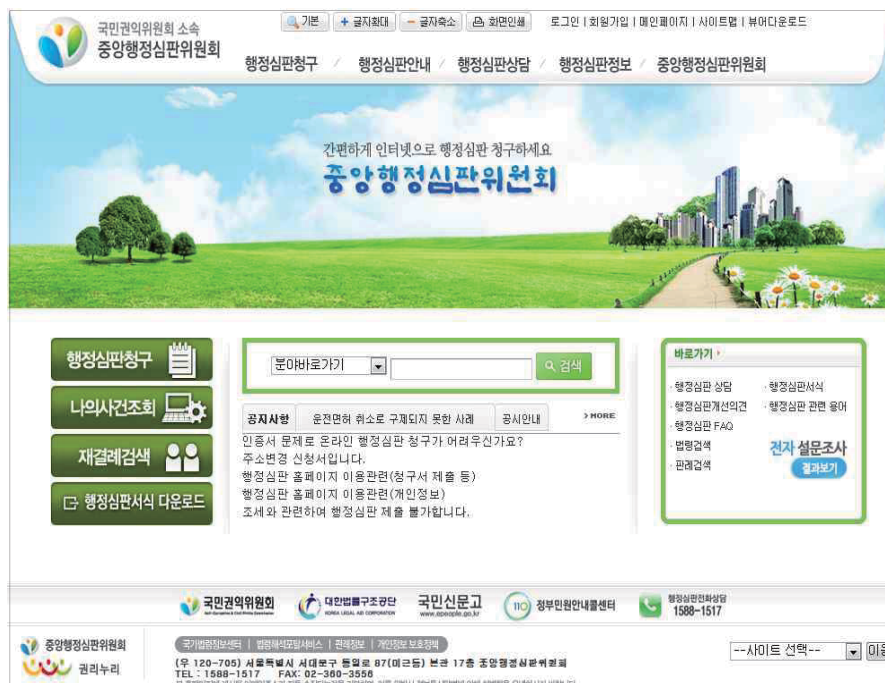 국민권익위원회 소속
중앙행정심판위원회
기본 + 글자확대 - 글자축소 화면인쇄 로그인 | 회원가입 | 메인페이지 | 사이트맵 | 뷰어다운로드
행정심판청구 / 행정심판안내 / 행정심판상담 / 행정심판정보 / 중앙행정심판위원회
간편하게 인터넷으로 행정심판 청구하세요
중앙행정심판위원회
행정심판청구
나의사건조회
재결례검색
행정심판서식 다운로드
분야바로가기 검색
공지사항 운전면허 취소로 구제되지 못한 사례 공시안내 > MORE
인증서 문제로 온라인 행정심판 청구가 어려우신가요?
주소변경 신청서입니다.
행정심판 홈페이지 이용관련(청구서 제출 등)
행정심판 홈페이지 이용관련(개인정보)
조세와 관련하여 행정심판 제출 불가합니다.
바로가기
· 행정심판 상담 · 행정심판서식
· 행정심판개선의견 · 행정심판 관련 용어
· 행정심판 FAQ
· 법령검색
· 판례검색
전자 설문조사
결과보기
국민권익위원회
대한법률구조공단
KOREA LEGAL AID CORPORATION
국민신문고
www.epeople.go.kr
110 정부민원안내콜센터
행정심판전화상담
1588-1517
중앙행정심판위원회
권리누리
국가법령정보센터 | 법령해석포탈서비스 | 판례정보 | 개인정보 보호정책
(우 120-705) 서울특별시 서대문구 통일로 87(미근동) 본관 17층 중앙행정심판위원회
TEL : 1588-1517 FAX: 02-360-3556
--사이트 선택-- 이동